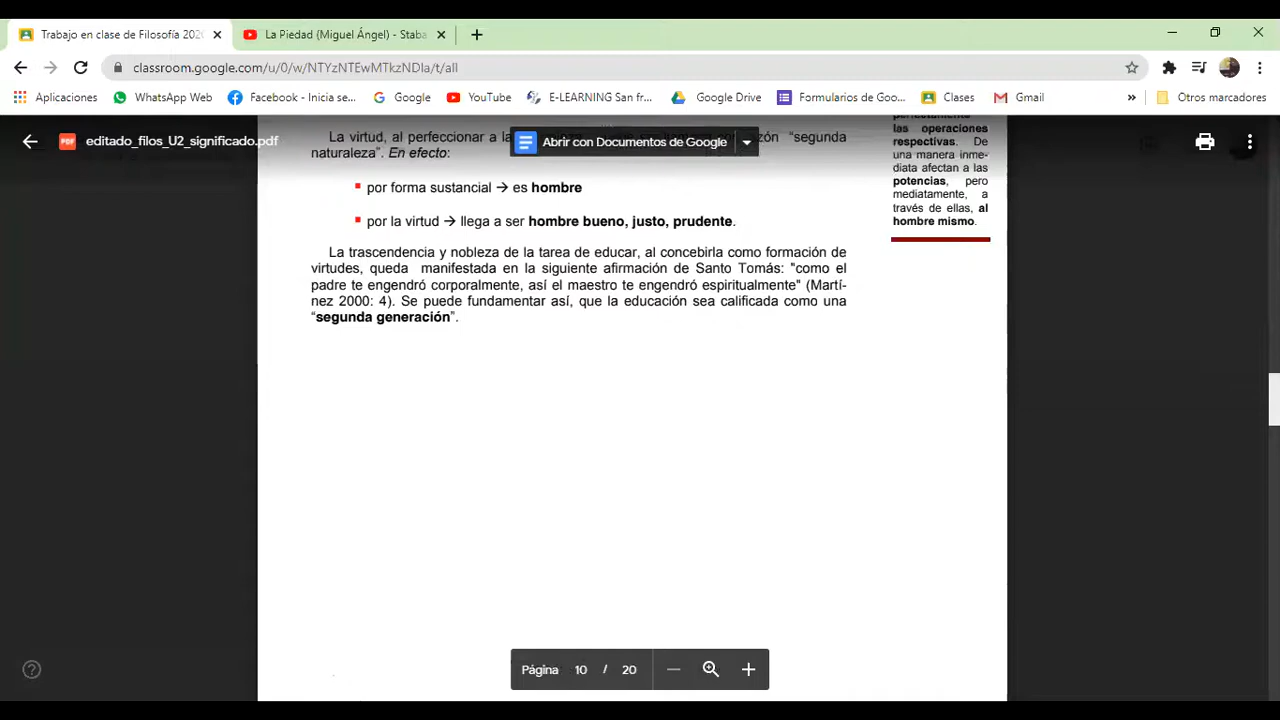 Trabajo en clase de Filosofía 202
La Piedad (Miguel Ángel) - Staba
classroom.google.com/u/0/w/NTYzNTEwMTkzNDIa/t/all
Aplicaciones WhatsApp Web Facebook - Inicia se... Google YouTube E-LEARNING San fr... Google Drive Formularios de Goo... Clases Gmail » Otros marcadores
PDF editado_filos_U2_significado.pdf
Abrir con Documentos de Google
La virtud, al perfeccionar a la "segunda
naturaleza". En efecto:
por forma sustancial → es hombre
por la virtud → llega a ser hombre bueno, justo, prudente.
La trascendencia y nobleza de la tarea de educar, al concebirla como formación de
virtudes, queda manifestada en la siguiente afirmación de Santo Tomás: "como el
padre te engendró corporalmente, así el maestro te engendró espiritualmente" (Martí-
nez 2000: 4). Se puede fundamentar así, que la educación sea calificada como una
"segunda generación".
las operaciones
respectivas. De
una manera inme-
diata afectan a las
potencias, pero
mediatamente, a
través de ellas, al
hombre mismo.
Página 10 / 20